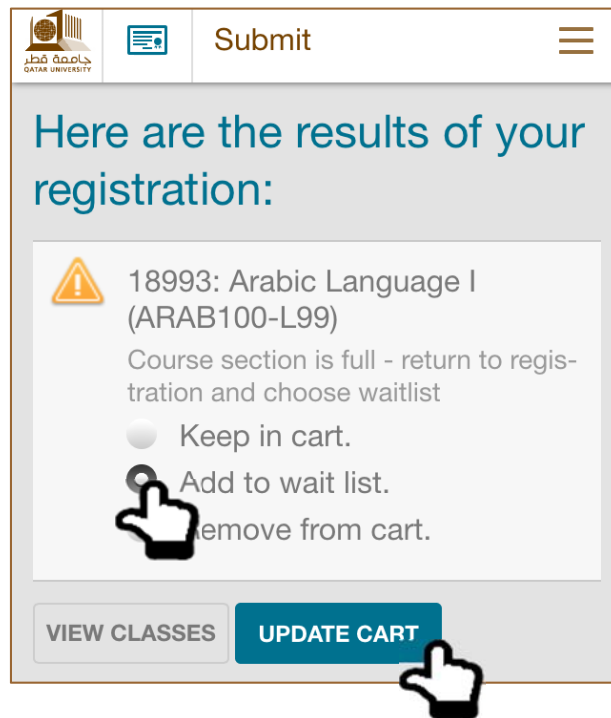 جامعة قطر
QATAR UNIVERSITY
Submit
Here are the results of your
registration:
18993: Arabic Language I
(ARAB100-L99)
Course section is full - return to regis-
tration and choose waitlist
Keep in cart.
Add to wait list.
Remove from cart.
VIEW CLASSES
UPDATE CART